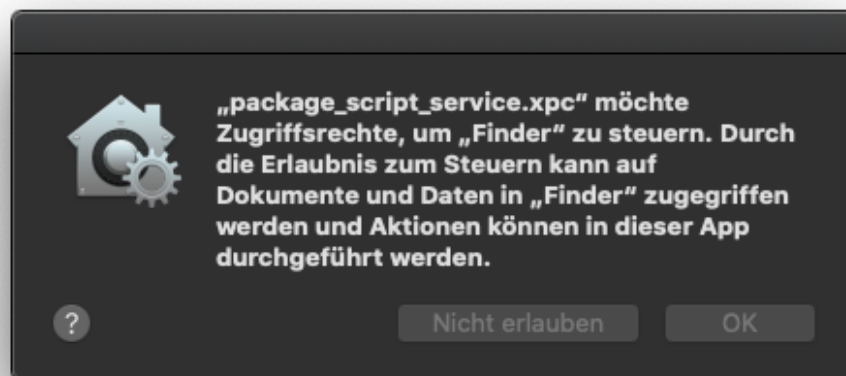 „package_script_service.xpc“ möchte
Zugriffsrechte, um „Finder“ zu steuern. Durch
die Erlaubnis zum Steuern kann auf
Dokumente und Daten in „Finder“ zugegriffen
werden und Aktionen können in dieser App
durchgeführt werden.
?
Nicht erlauben
OK